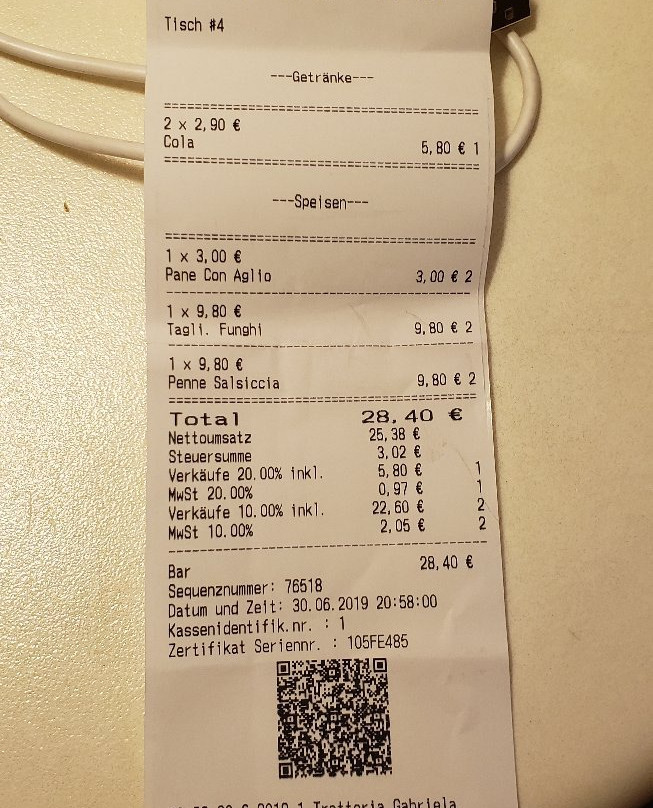 Tisch #4
---Getränke---
================================================
2 x 2,90 €
Cola 5,80 € 1
================================================
---Speisen---
================================================
1 x 3,00 €
Pane Con Aglio 3,00 € 2
------------------------------------------------
1 x 9,80 €
Tagli. Funghi 9,80 € 2
------------------------------------------------
1 x 9,80 €
Penne Salsiccia 9,80 € 2
================================================
Total 28,40 €
Nettoumsatz 25,38 €
Steuersumme 3,02 €
Verkäufe 20.00% inkl. 5,80 € 1
MwSt 20.00% 0,97 € 1
Verkäufe 10.00% inkl. 22,60 € 2
MwSt 10.00% 2,05 € 2
------------------------------------------------
Bar 28,40 €
Sequenznummer: 76518
Datum und Zeit: 30.06.2019 20:58:00
Kassenidentifik.nr. : 1
Zertifikat Seriennr. : 105FE485
Trattoria Gabriela